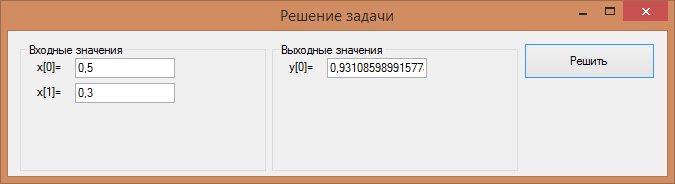 Решение задачи
Входные значения
x[0]= 0,5
x[1]= 0,3
Выходные значения
y[0]= 0,93108598991577
Решить